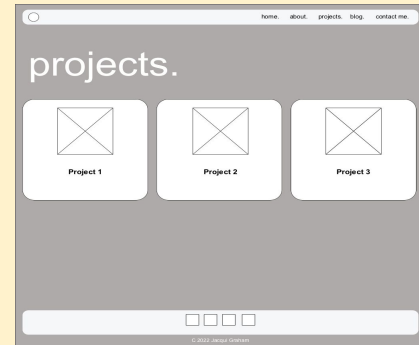 home. about. projects. blog. contact me.
projects.
Project 1 Project 2 Project 3
© 2022 Jacqui Graham